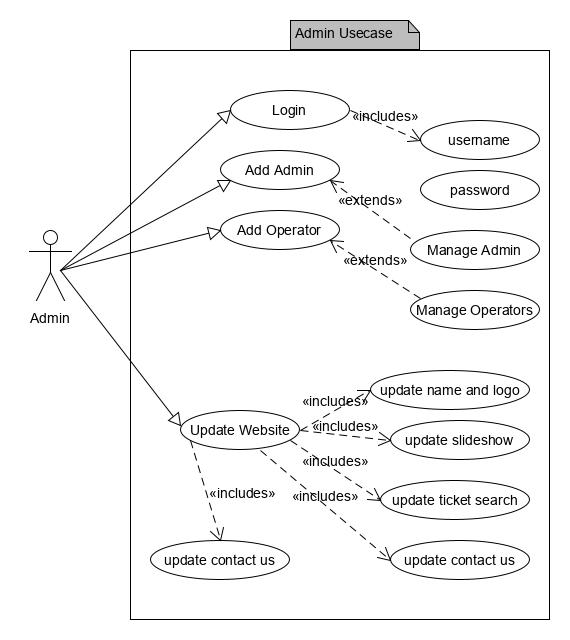 Admin Usecase
Login
«includes»
username
Add Admin
password
«extends»
Add Operator
Manage Admin
«extends»
Manage Operators
Admin
update name and logo
«includes»
Update Website
«includes»
update slideshow
«includes»
update ticket search
«includes»
«includes»
update contact us
update contact us